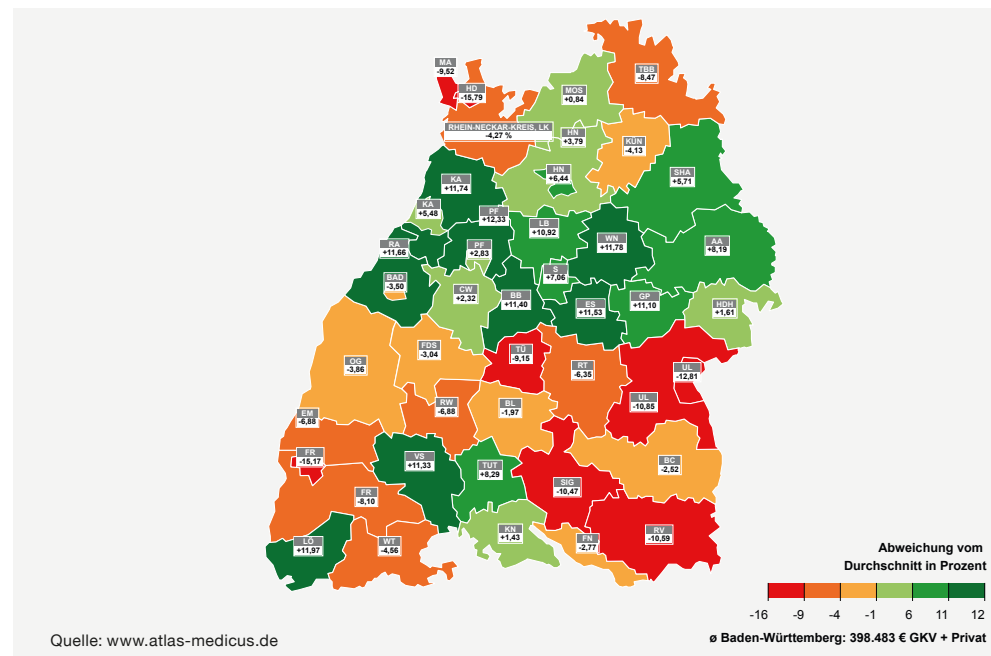 MA
-9,52
HD
-15,79
TBB
-8,47
MOS
+0,84
RHEIN-NECKAR-KREIS, LK
-4,27 %
HN
+3,79
KÜN
-4,13
HN
+6,44
SHA
+5,71
KA
+11,74
KA
+5,48
PF
+12,33
LB
+10,92
WN
+11,78
AA
+8,19
RA
+11,66
PF
+2,83
S
+7,06
BAD
-3,50
CW
+2,32
BB
+11,40
ES
+11,53
GP
+11,10
HDH
+1,61
FDS
-3,04
TÜ
-9,15
OG
-3,86
RT
-6,35
UL
-12,81
RW
-6,88
BL
-1,97
UL
-10,85
EM
-6,88
FR
-15,17
VS
+11,33
TUT
+8,29
BC
-2,52
SIG
-10,47
FR
-8,10
KN
+1,43
FN
-2,77
RV
-10,59
LÖ
+11,97
WT
-4,56
Abweichung vom
Durchschnitt in Prozent
-16 -9 -4 -1 6 11 12
ø Baden-Württemberg: 398.483 € GKV + Privat
Quelle: www.atlas-medicus.de